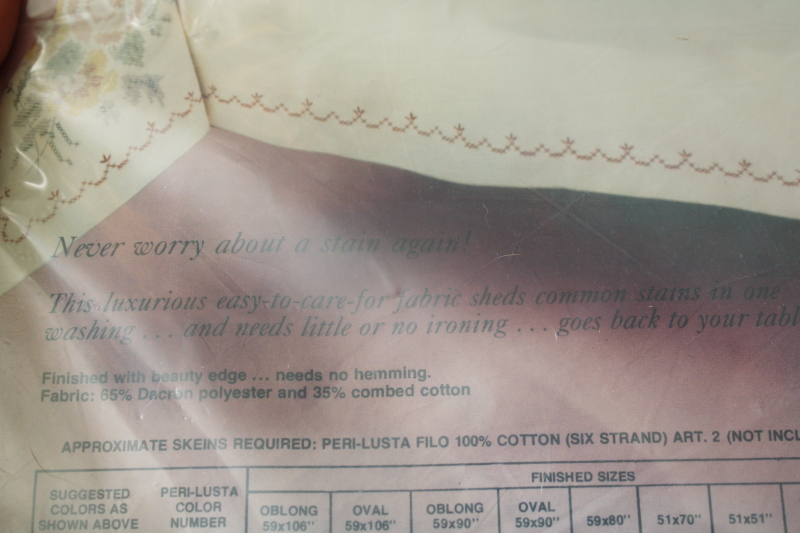 Never worry about a stain again!
This luxurious easy-to-care-for fabric sheds common stains in one
washing ... and needs little or no ironing ... goes back to your tabl
Finished with beauty edge ... needs no hemming.
Fabric: 65% Dacron polyester and 35% combed cotton
APPROXIMATE SKEINS REQUIRED: PERI-LUSTA FILO 100% COTTON (SIX STRAND) ART. 2 (NOT INCL
FINISHED SIZES
SUGGESTED COLORS AS SHOWN ABOVE
PERI-LUSTA COLOR NUMBER
OBLONG 59x106"
OVAL 59x106"
OBLONG 59x90"
OVAL 59x90"
59x80"
51x70"
51x51"